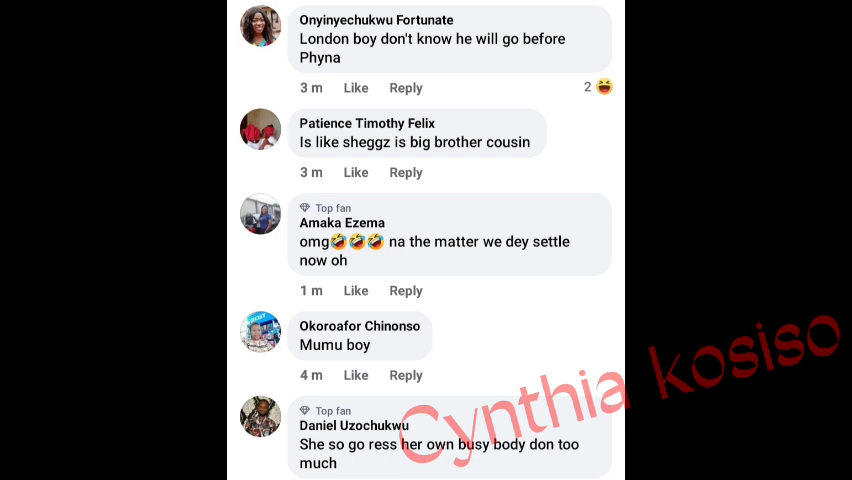 Onyinyechukwu Fortunate
London boy don't know he will go before
Phyna
3 m Like Reply 2
Patience Timothy Felix
Is like sheggz is big brother cousin
3 m Like Reply
Top fan
Amaka Ezema
omg🤣🤣🤣 na the matter we dey settle
now oh
1 m Like Reply
Okoroafor Chinonso
Mumu boy
4 m Like Reply
Top fan
Daniel Uzochukwu
She so go ress her own busy body don too
much
Cynthia kosiso